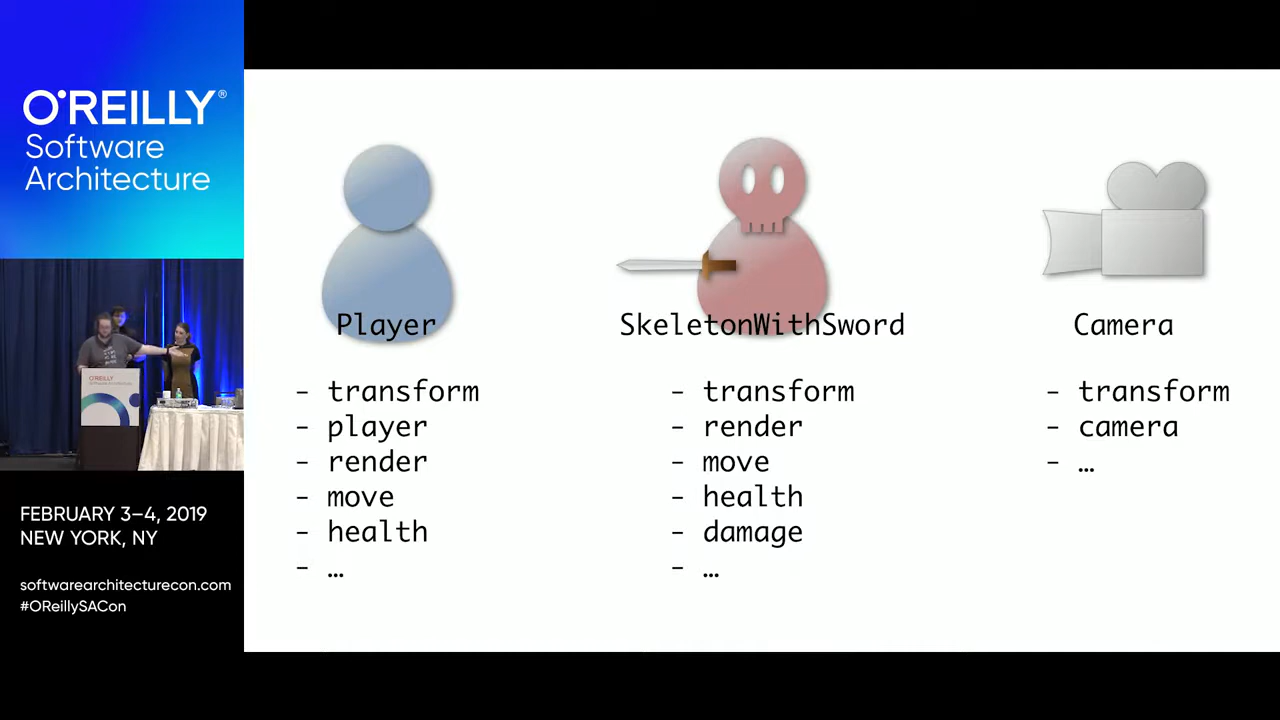 O'REILLY®
Software
Architecture
O'REILLY
FEBRUARY 3–4, 2019
NEW YORK, NY
softwarearchitecturecon.com
#OReillySACon
Player
- transform
- player
- render
- move
- health
- …
SkeletonWithSword
- transform
- render
- move
- health
- damage
- …
Camera
- transform
- camera
- …